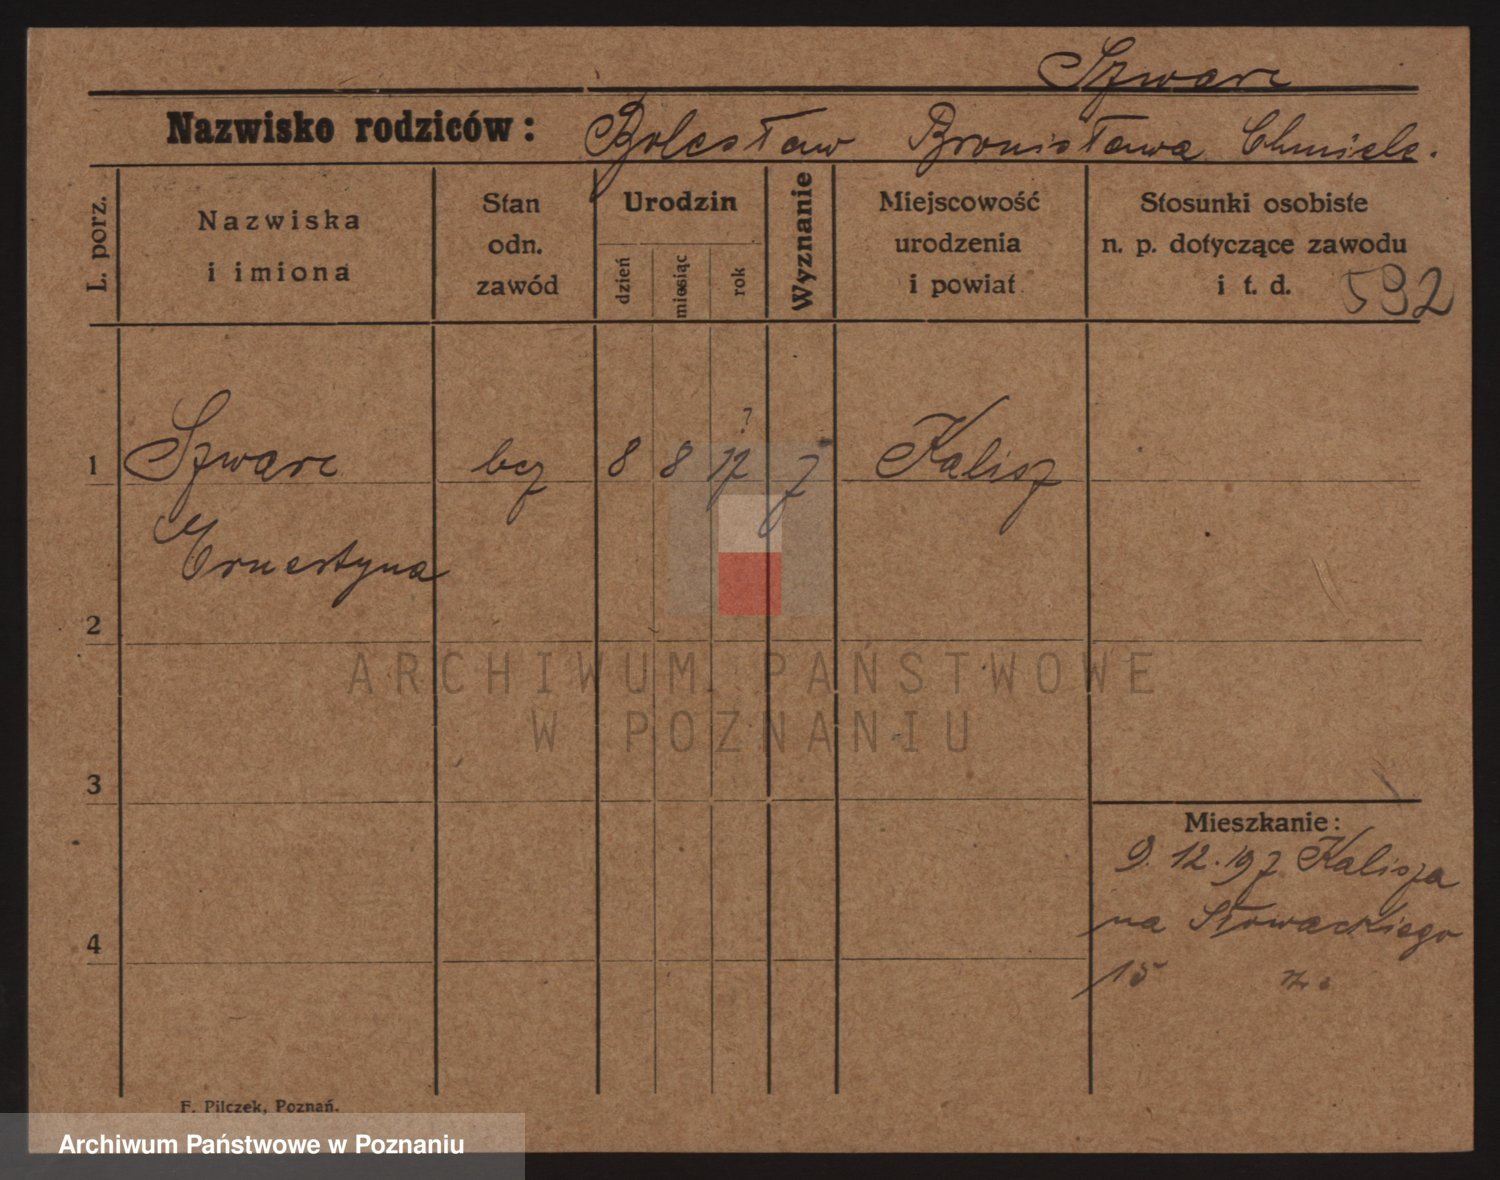 Szwarc
Nazwisko rodziców: Bolesław Bronisława Chmiele.
L. porz.
Nazwiska
i imiona
Stan
odn.
zawód
Urodzin
dzień
miesiąc
rok
Wyznanie
Miejscowość
urodzenia
i powiat
Stosunki osobiste
n. p. dotyczące zawodu
i t. d.
592
?
1 Szwarc bez 8 8 17 Kalisz
Ernestyna
2
ARCHIWUM PAŃSTWOWE
W POZNANIU
3
Mieszkanie:
9.12.19 z Kalisza
na Słowackiego
4
15
F. Pilczek, Poznań.
Archiwum Państwowe w Poznaniu